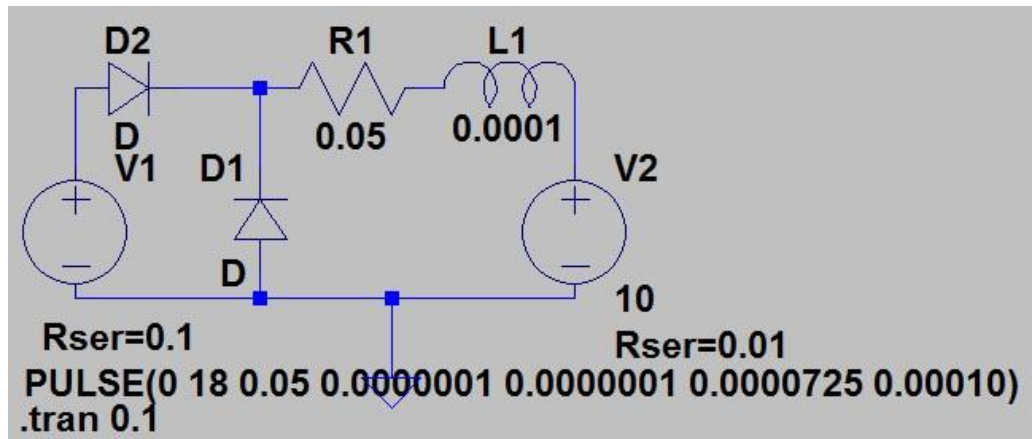 D2 R1 L1
D 0.05 0.0001
V1 D1 V2
D 10
Rser=0.1 Rser=0.01
PULSE(0 18 0.05 0.0000001 0.0000001 0.0000725 0.00010)
.tran 0.1